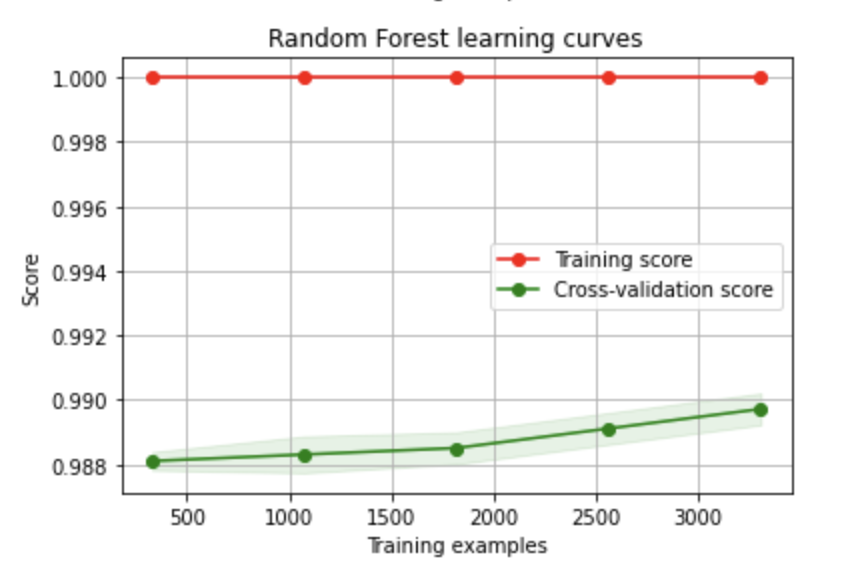 Random Forest learning curves
1.000
0.998
0.996
0.994
0.992
0.990
0.988
Score
Training score
Cross-validation score
500
1000
1500
2000
2500
3000
Training examples